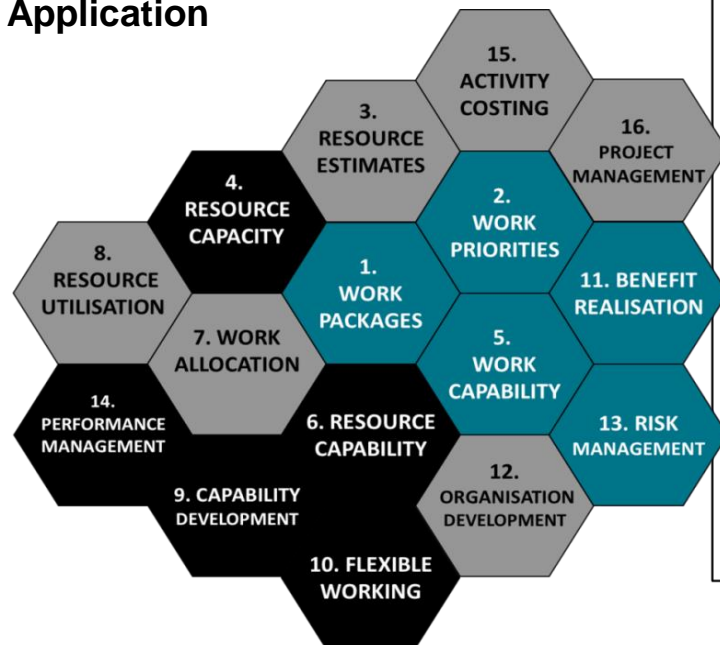 Application
15.
ACTIVITY
COSTING
3.
RESOURCE
ESTIMATES
16.
PROJECT
MANAGEMENT
4.
RESOURCE
CAPACITY
2.
WORK
PRIORITIES
8.
RESOURCE
UTILISATION
1.
WORK
PACKAGES
11. BENEFIT
REALISATION
7. WORK
ALLOCATION
5.
WORK
CAPABILITY
14.
PERFORMANCE
MANAGEMENT
6. RESOURCE
CAPABILITY
13. RISK
MANAGEMENT
9. CAPABILITY
DEVELOPMENT
12.
ORGANISATION
DEVELOPMENT
10. FLEXIBLE
WORKING